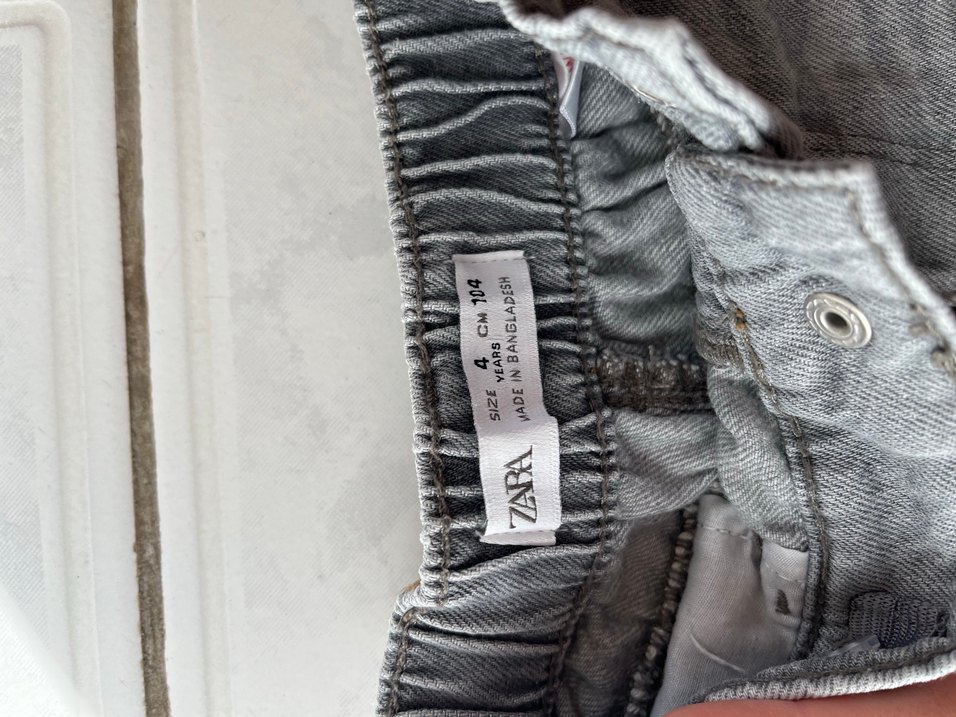 ZARA
SIZE 4 CM 104
YEARS
MADE IN BANGLADESH